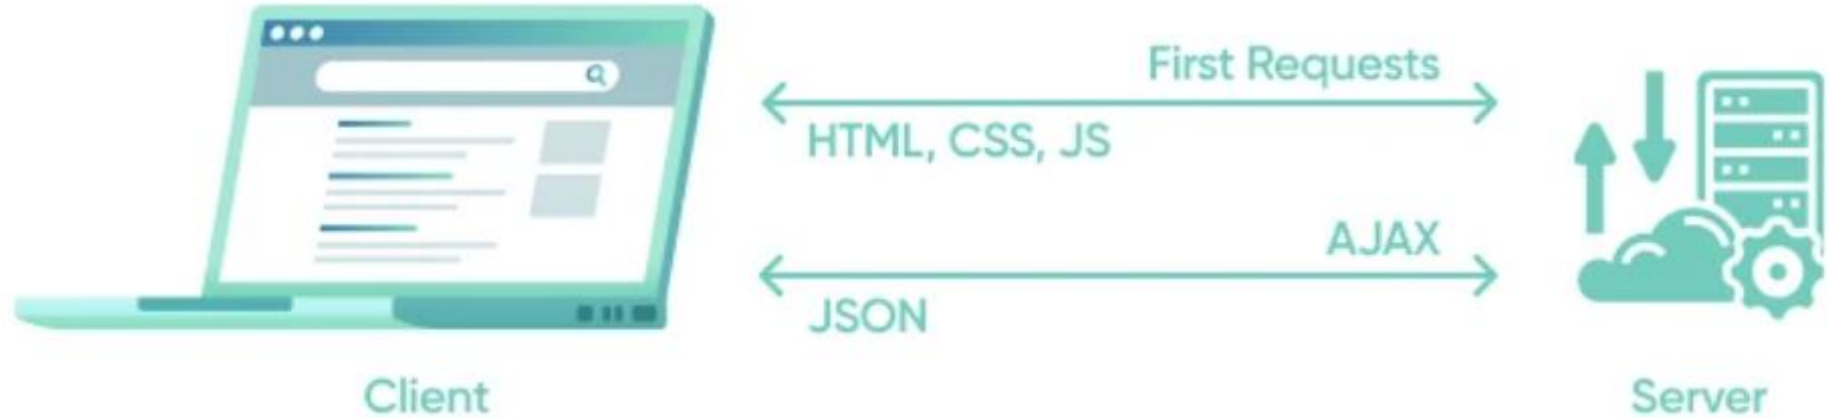 First Requests
HTML, CSS, JS
AJAX
JSON
Client
Server